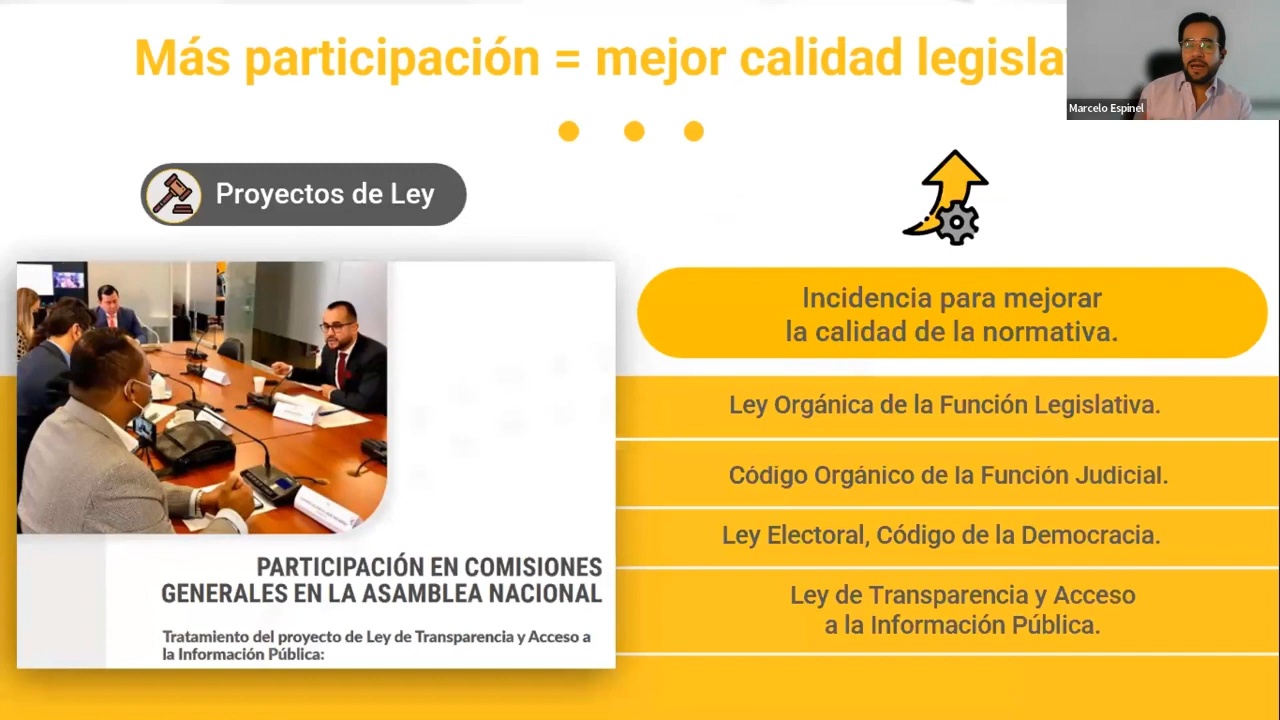 Más participación = mejor calidad
Marcelo Espinel
Proyectos de Ley
Incidencia para mejorar
la calidad de la normativa.
Ley Orgánica de la Función Legislativa.
Código Orgánico de la Función Judicial.
Ley Electoral, Código de la Democracia.
Ley de Transparencia y Acceso
a la Información Pública.
PARTICIPACIÓN EN COMISIONES
GENERALES EN LA ASAMBLEA NACIONAL
Tratamiento del proyecto de Ley de Transparencia y Acceso a
la Información Pública: